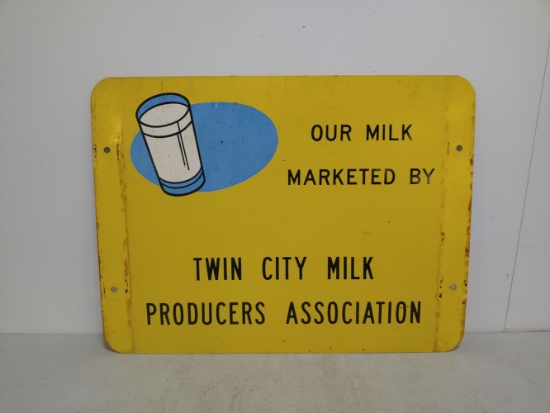 OUR MILK
MARKETED BY
TWIN CITY MILK
PRODUCERS ASSOCIATION